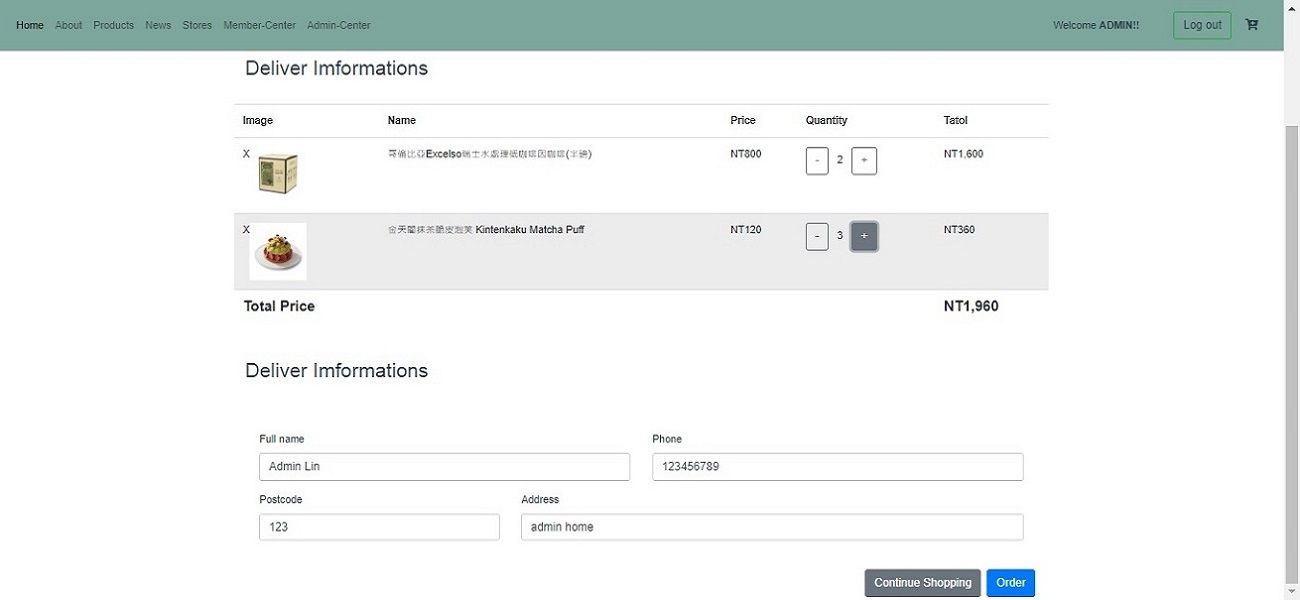 Home About Products News Stores Member-Center Admin-Center Welcome ADMIN!! Log out
Deliver Imformations
Image Name Price Quantity Tatol
X 哥倫比亞Excelso瑞士水處理低咖啡因咖啡(半磅) NT800 - 2 + NT1,600
X 金天閣抹茶脆皮泡芙 Kintenkaku Matcha Puff NT120 - 3 + NT360
Total Price NT1,960
Deliver Imformations
Full name Phone
Admin Lin 123456789
Postcode Address
123 admin home
Continue Shopping Order